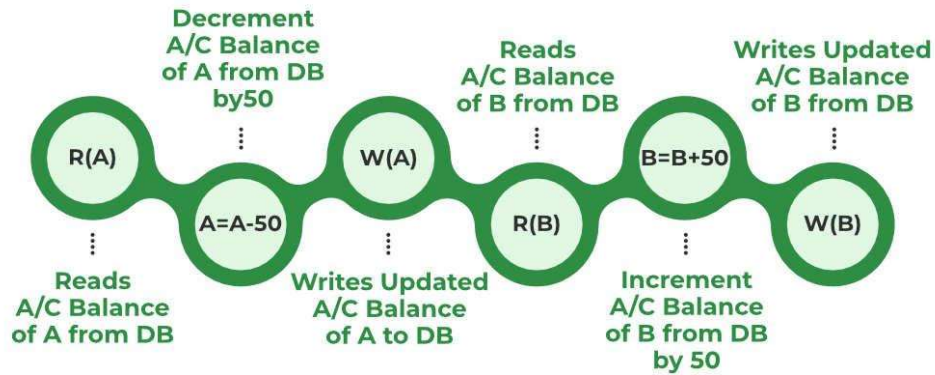 Decrement
A/C Balance
of A from DB
by50
Reads
A/C Balance
of B from DB
Writes Updated
A/C Balance
of B from DB
R(A)
A=A-50
W(A)
R(B)
B=B+50
W(B)
Reads
A/C Balance
of A from DB
Writes Updated
A/C Balance
of A to DB
Increment
A/C Balance
of B from DB
by 50